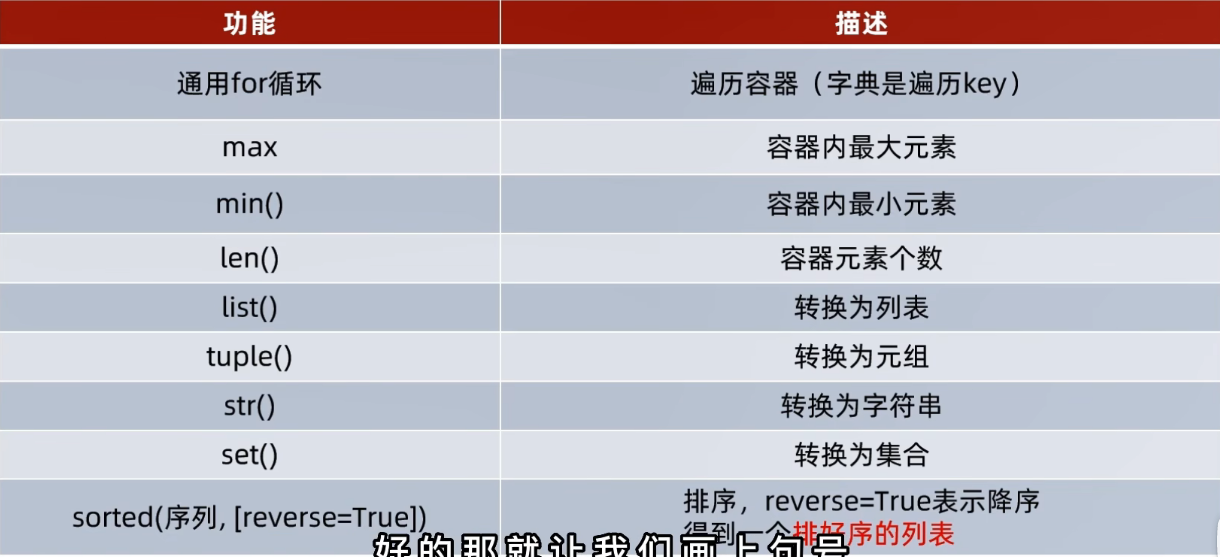 功能 描述
通用for循环 遍历容器（字典是遍历key）
max 容器内最大元素
min() 容器内最小元素
len() 容器元素个数
list() 转换为列表
tuple() 转换为元组
str() 转换为字符串
set() 转换为集合
sorted(序列, [reverse=True]) 排序，reverse=True表示降序
得到一个排好序的列表
好的那就让我们画上句号